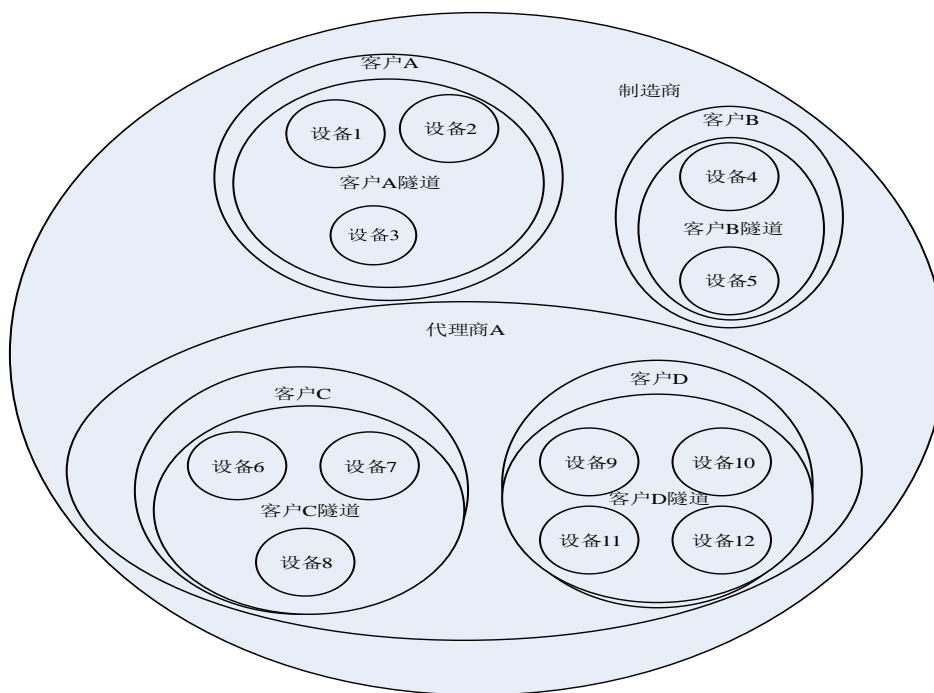 客户A
制造商
设备1
设备2
客户A隧道
设备3
客户B
设备4
客户B隧道
设备5
代理商A
客户C
设备6
设备7
客户C隧道
设备8
客户D
设备9
设备10
客户D隧道
设备11
设备12